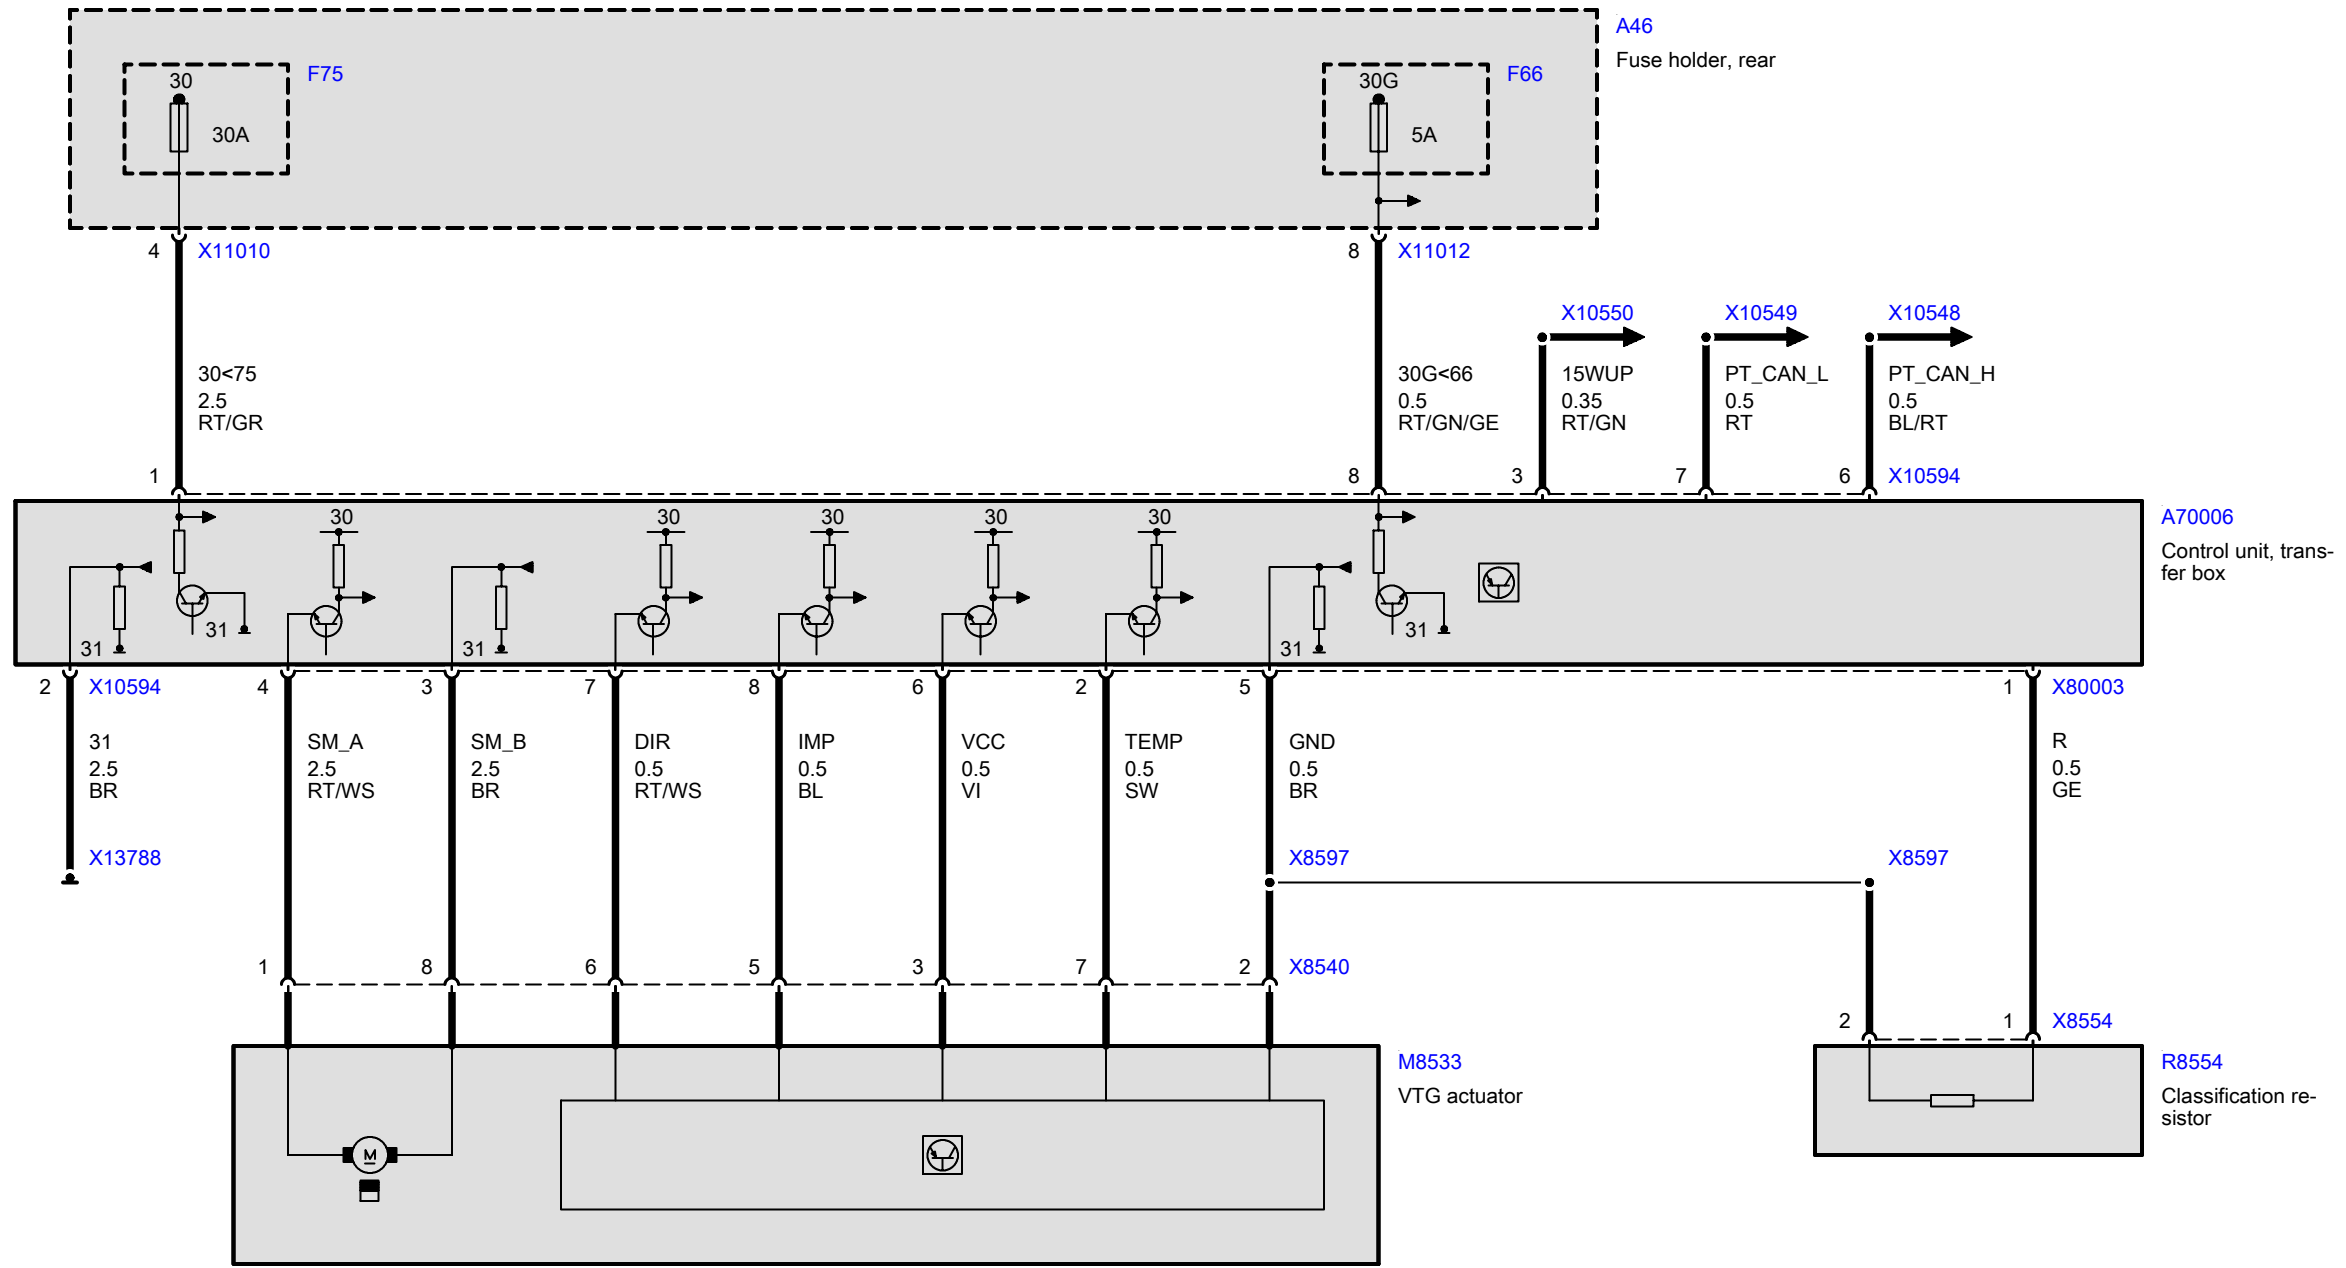 A46
Fuse holder, rear
30
F75
30A
30G
F66
5A
4
X11010
8
X11012
X10550
X10549
X10548
30<75
2.5
RT/GR
30G<66
0.5
RT/GN/GE
15WUP
0.35
RT/GN
PT_CAN_L
0.5
RT
PT_CAN_H
0.5
BL/RT
1
8
3
7
6
X10594
A70006
Control unit, trans-
fer box
30
30
30
30
30
31
31
31
31
31
2
X10594
4
3
7
8
6
2
5
1
X80003
31
2.5
BR
SM_A
2.5
RT/WS
SM_B
2.5
BR
DIR
0.5
RT/WS
IMP
0.5
BL
VCC
0.5
VI
TEMP
0.5
SW
GND
0.5
BR
R
0.5
GE
X13788
X8597
X8597
1
8
6
5
3
7
2
X8540
2
1
X8554
M8533
VTG actuator
R8554
Classification re-
sistor
M